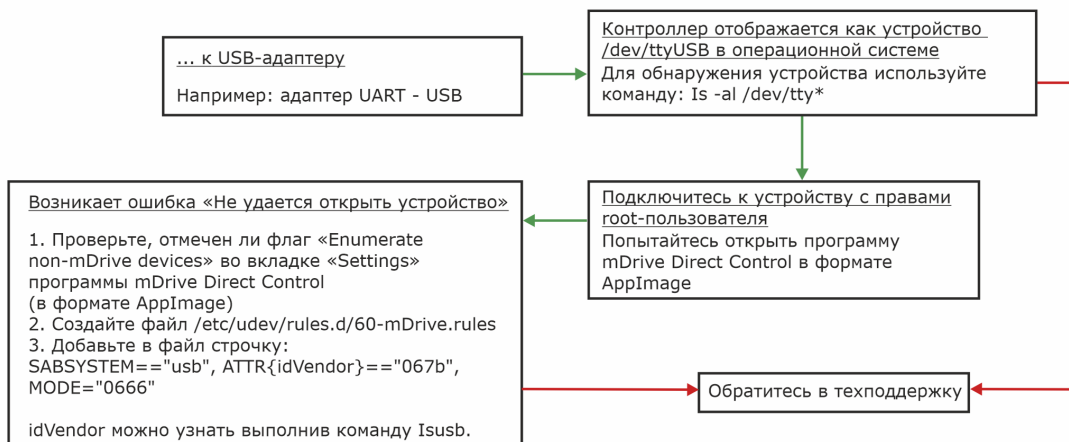 ... к USB-адаптеру
Например: адаптер UART - USB
Контроллер отображается как устройство
/dev/ttyUSB в операционной системе
Для обнаружения устройства используйте
команду: Is -al /dev/tty*
Подключитесь к устройству с правами
root-пользователя
Попытайтесь открыть программу
mDrive Direct Control в формате
AppImage
Возникает ошибка «Не удается открыть устройство»
1. Проверьте, отмечен ли флаг «Enumerate
non-mDrive devices» во вкладке «Settings»
программы mDrive Direct Control
(в формате AppImage)
2. Создайте файл /etc/udev/rules.d/60-mDrive.rules
3. Добавьте в файл строчку:
SABSYSTEM=="usb", ATTR{idVendor}=="067b",
MODE="0666"
idVendor можно узнать выполнив команду Isusb.
Обратитесь в техподдержку